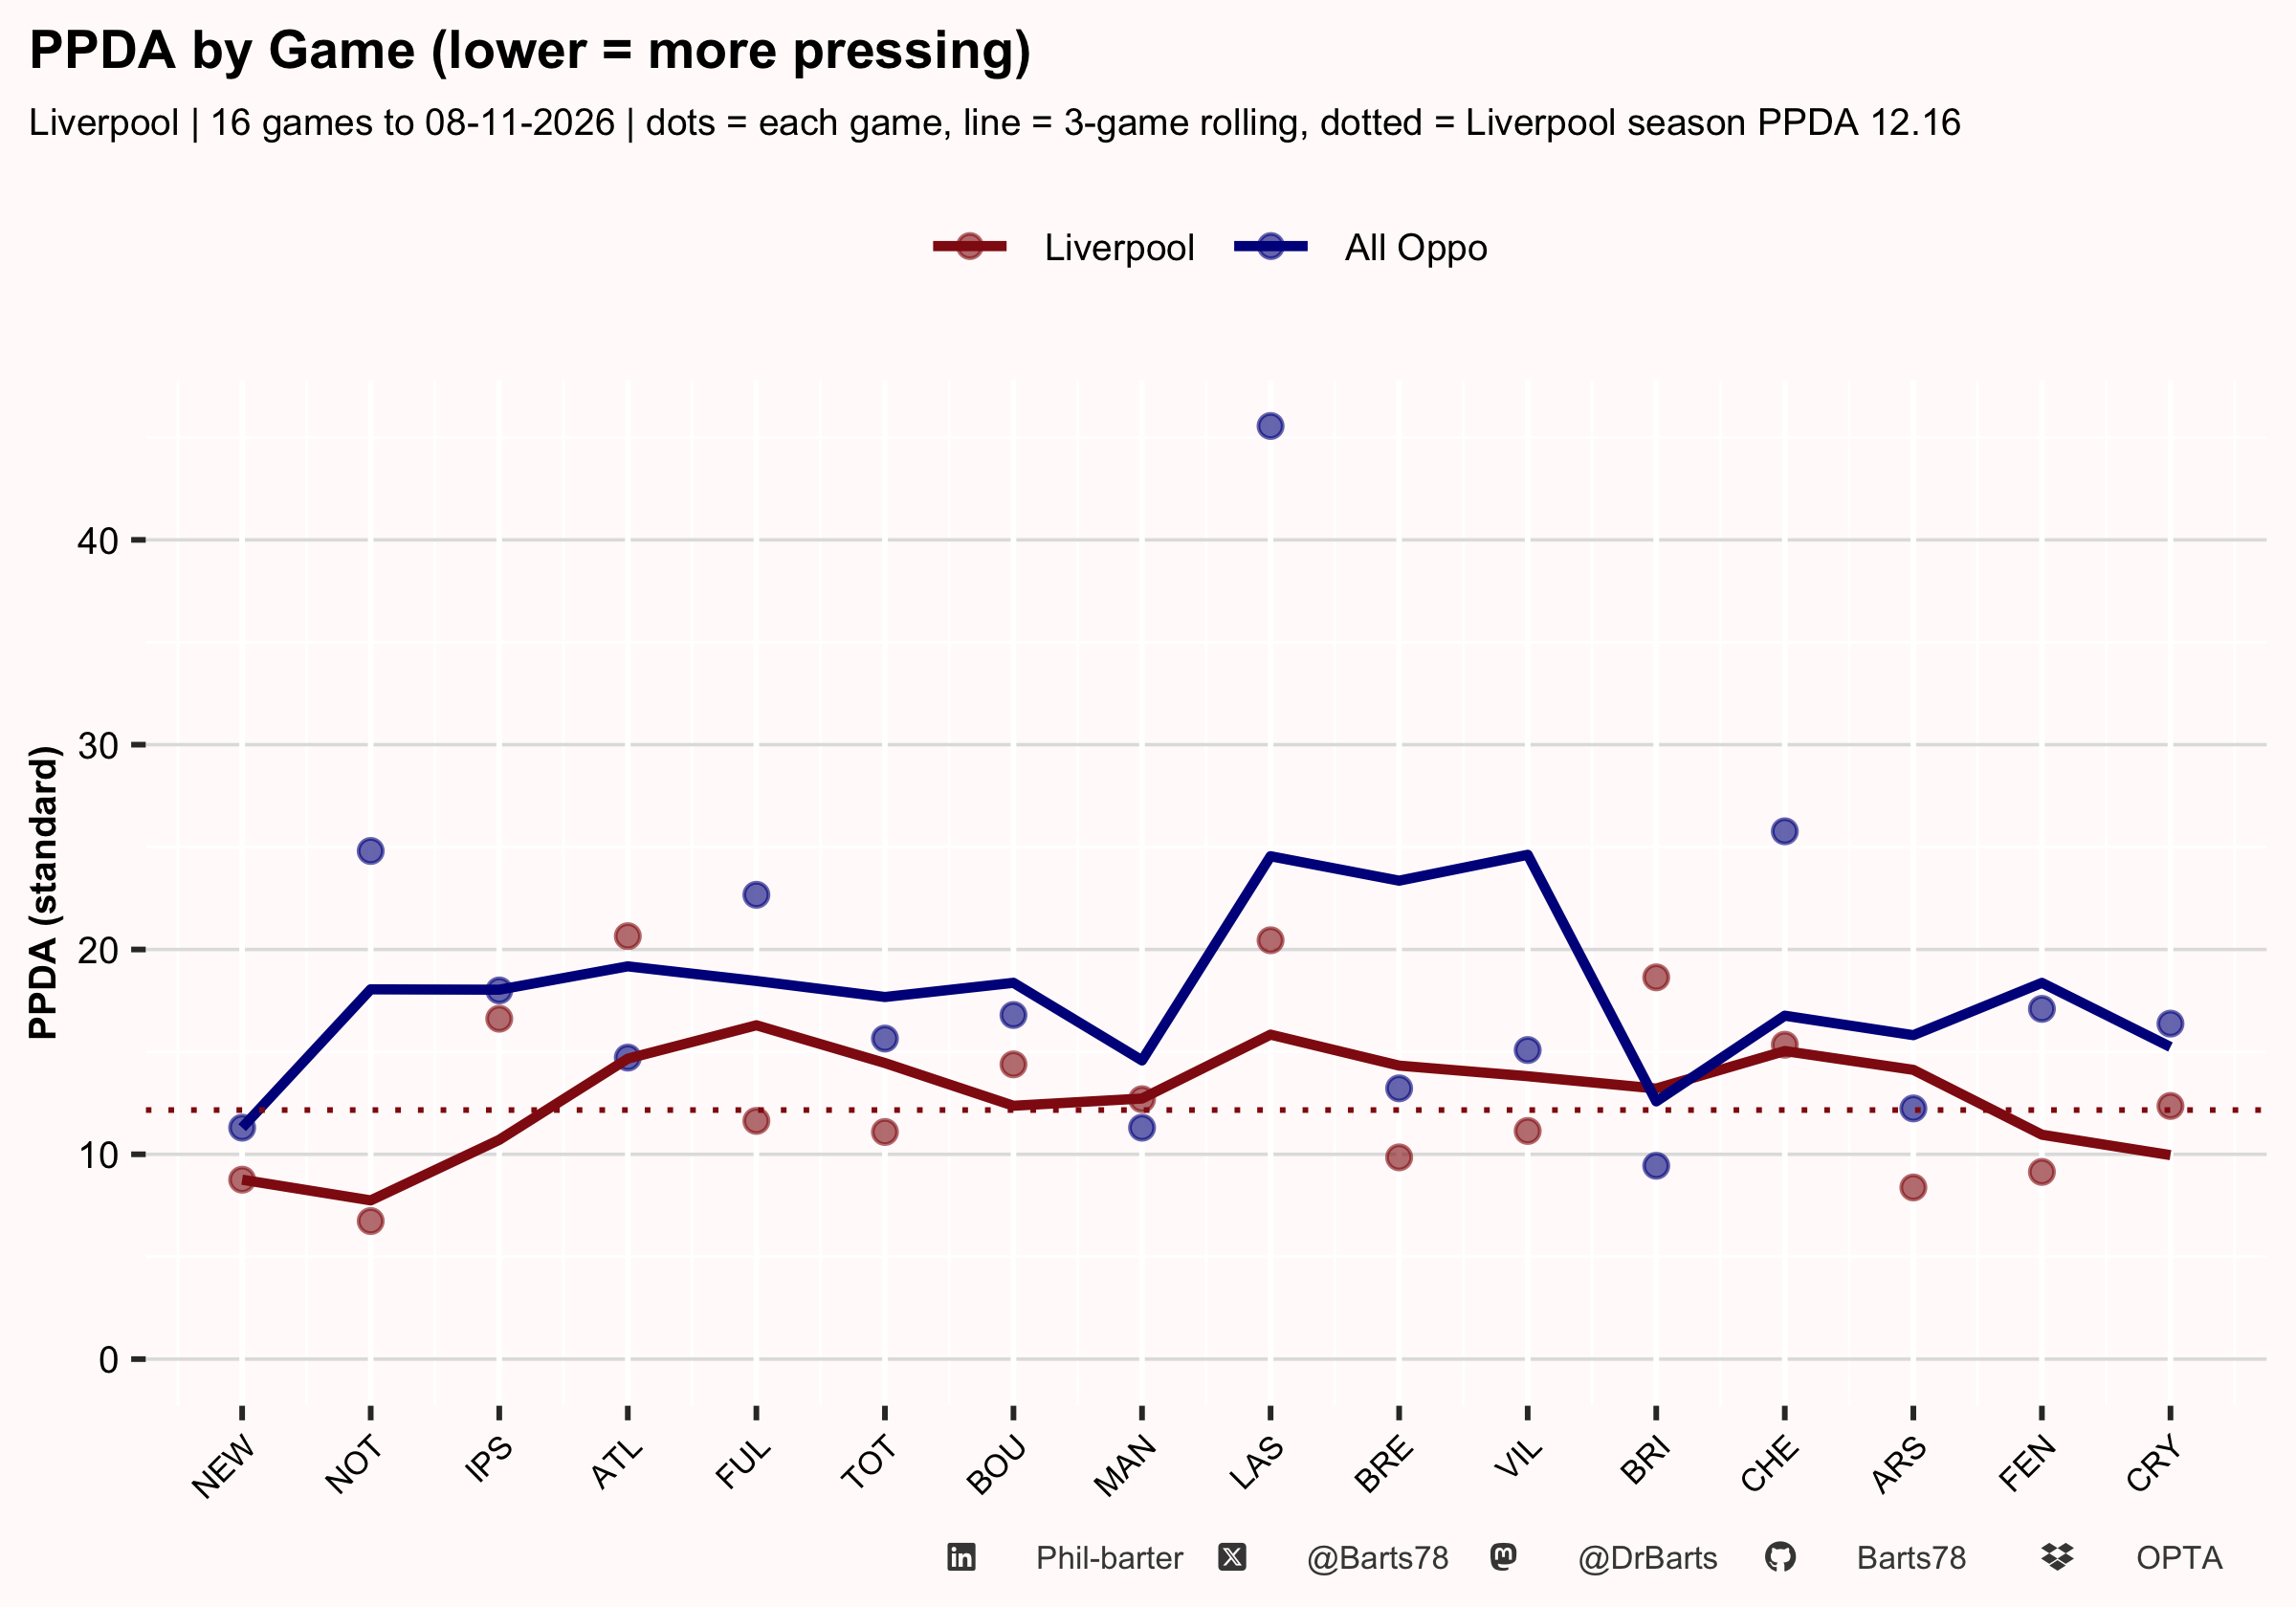 PPDA by Game (lower = more pressing)
Liverpool | 16 games to 08-11-2026 | dots = each game, line = 3-game rolling, dotted = Liverpool season PPDA 12.16
Liverpool All Oppo
PPDA (standard)
40
30
20
10
0
NEW NOT IPS ATL FUL TOT BOU MAN LAS BRE VIL BRI CHE ARS FEN CRY
Phil-barter @Barts78 @DrBarts Barts78 OPTA